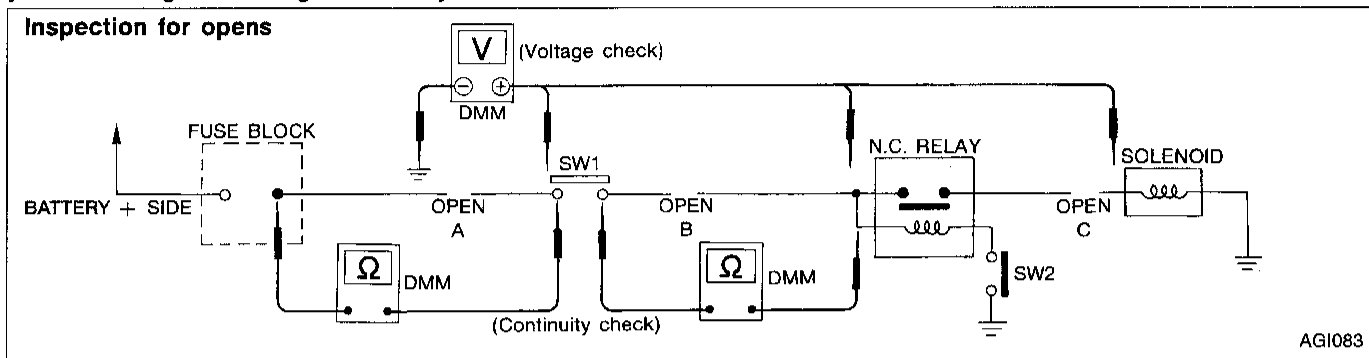 Inspection for opens
V
(Voltage check)
− +
DMM
FUSE BLOCK
SW1
N.C. RELAY
SOLENOID
BATTERY + SIDE
OPEN
A
OPEN
B
OPEN
C
Ω
DMM
Ω
DMM
SW2
(Continuity check)
AGI083